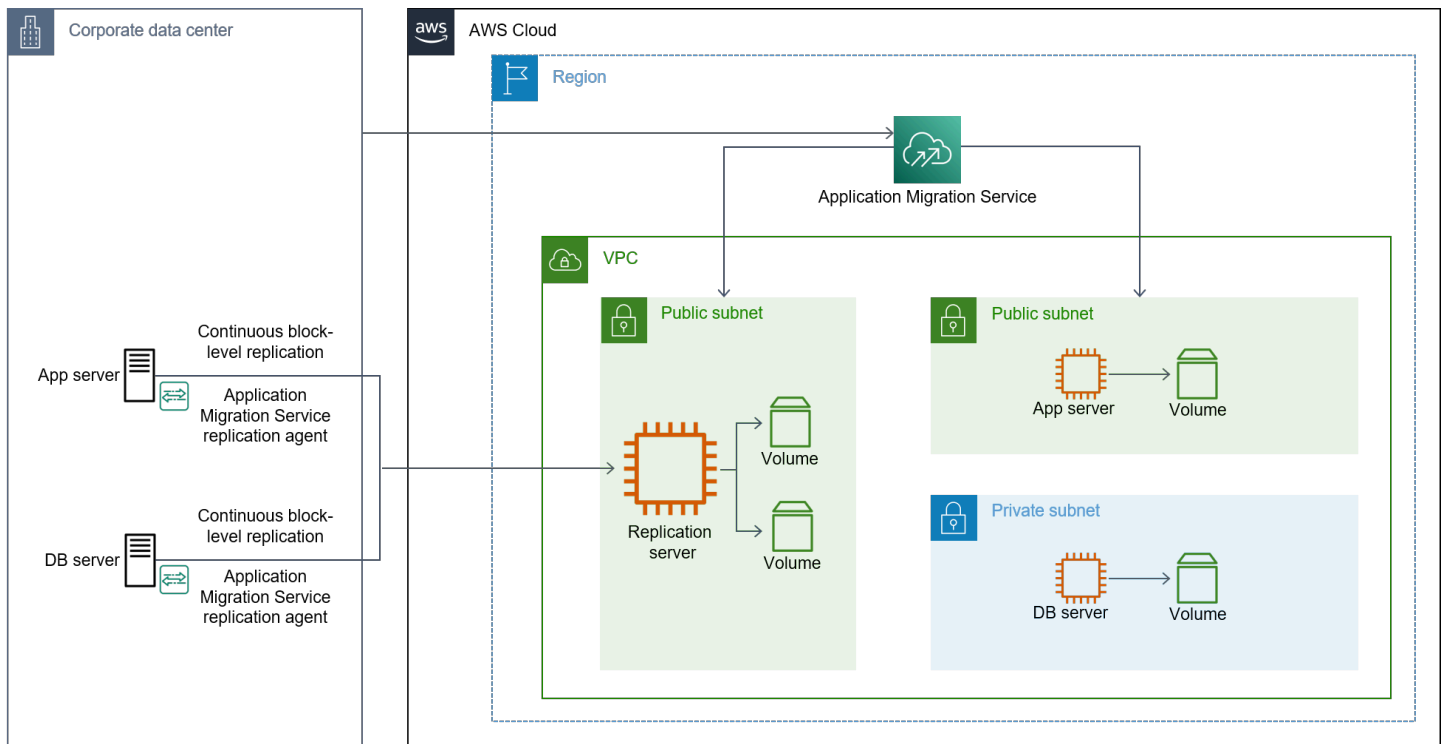 Corporate data center
aws
AWS Cloud
Region
Application Migration Service
VPC
Public subnet
Public subnet
Continuous block-
level replication
App server
Application
Migration Service
replication agent
App server
Volume
Volume
Continuous block-
level replication
DB server
Application
Migration Service
replication agent
Replication
server
Volume
Private subnet
DB server
Volume